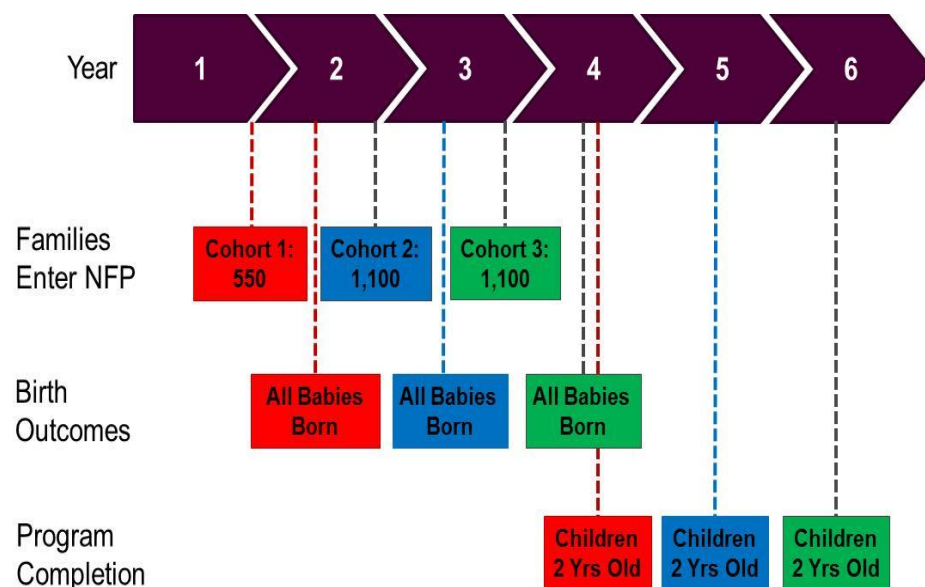 Year 1 2 3 4 5 6
Families
Enter NFP
Cohort 1:
550
Cohort 2:
1,100
Cohort 3:
1,100
Birth
Outcomes
All Babies
Born
All Babies
Born
All Babies
Born
Program
Completion
Children
2 Yrs Old
Children
2 Yrs Old
Children
2 Yrs Old